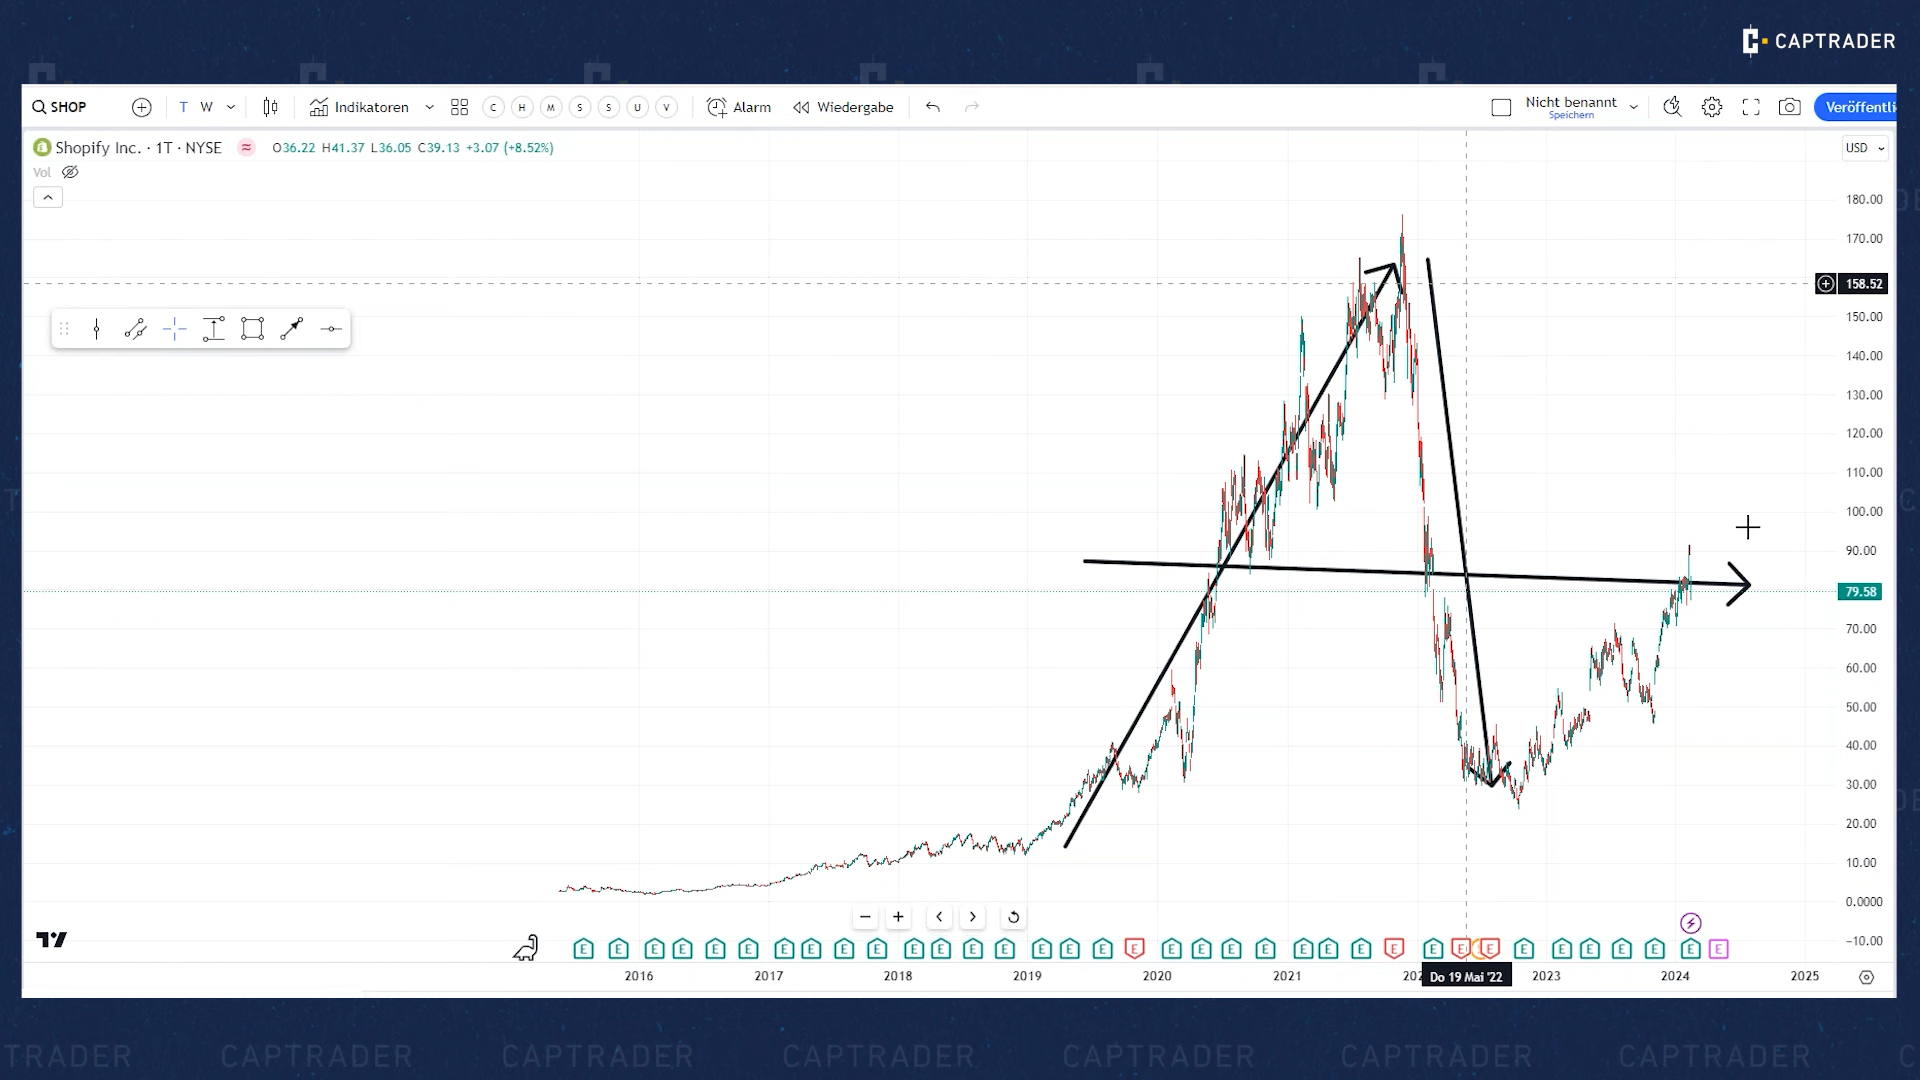 CAPTRADER
SHOP T W Indikatoren C H M S S U V Alarm Wiedergabe Nicht benannt Veröffentli
Speichern
Shopify Inc. · 1T · NYSE O36.22 H41.37 L36.05 C39.13 +3.07 (+8.52%) USD
Vol
180.00
170.00
158.52
150.00
140.00
130.00
120.00
110.00
100.00
90.00
79.58
70.00
60.00
50.00
40.00
30.00
20.00
10.00
0.0000
−10.00
E E E E E E E E E E E E E E E E E E E E E E E E E E E E E E E E E E E E
2016 2017 2018 2019 2020 2021 Do 19 Mai '22 2023 2024 2025
TRADER CAPTRADER CAPTRADER CAPTRADER CAPTRADER CAPTRADER CAPTRADER